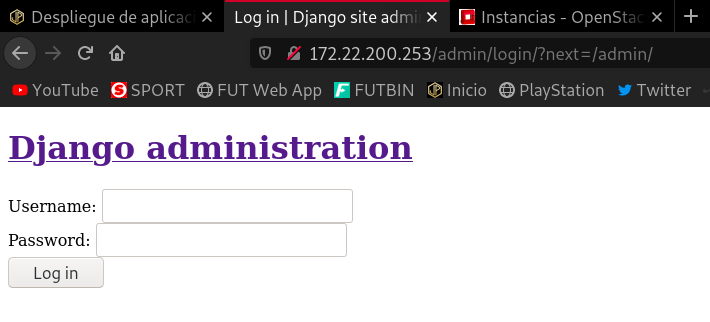 Despliegue de aplicac
Log in | Django site admi
Instancias - OpenStac
172.22.200.253/admin/login/?next=/admin/
YouTube SPORT FUT Web App FUTBIN Inicio PlayStation Twitter
Django administration
Username:
Password:
Log in